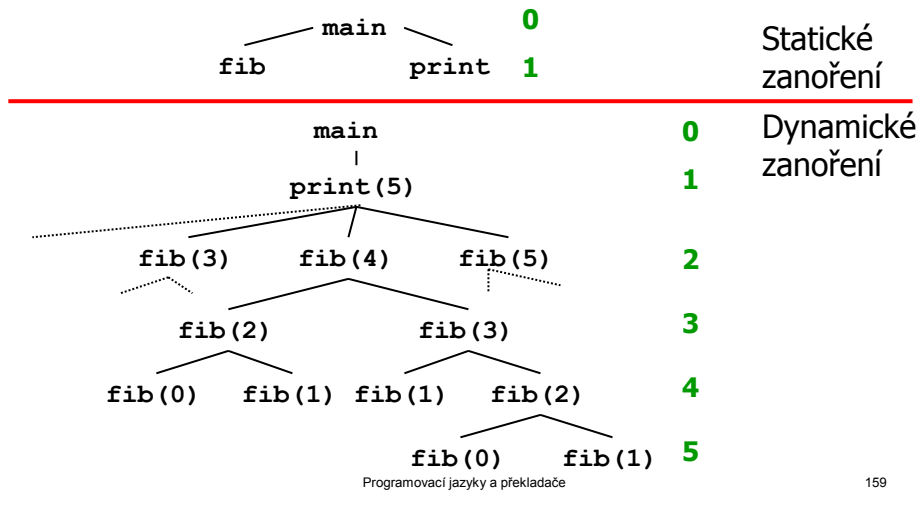 main 0
fib print 1
Statické
zanoření
main 0
Dynamické
zanoření
print(5) 1
fib(3) fib(4) fib(5) 2
fib(2) fib(3) 3
fib(0) fib(1) fib(1) fib(2) 4
fib(0) fib(1) 5
Programovací jazyky a překladače 159